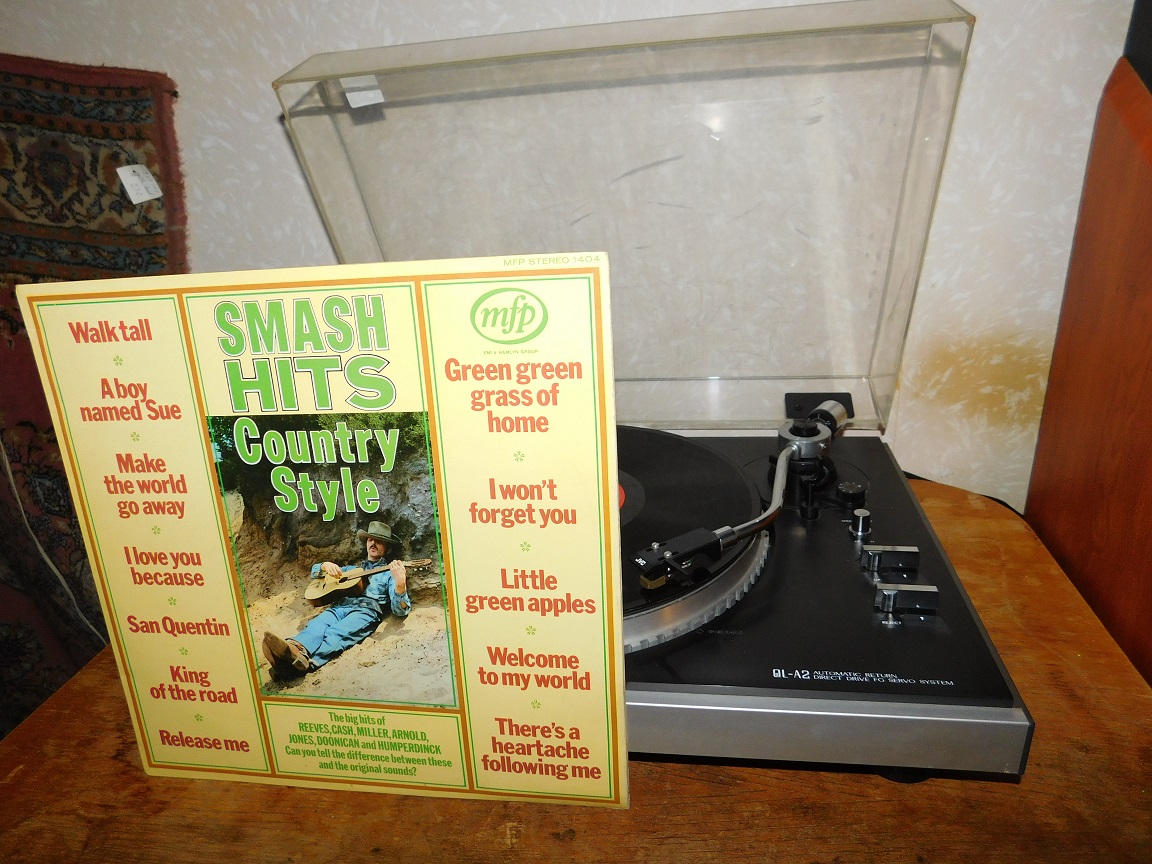 MFP STEREO 1404
Walk tall
A boy
named Sue
Make
the world
go away
I love you
because
San Quentin
King
of the road
Release me
SMASH
HITS
Country
Style
The big hits of
REEVES, CASH, MILLER, ARNOLD,
JONES, DOONICAN and HUMPERDINCK
Can you tell the difference between these
and the original sounds?
mfp
Green green
grass of
home
I won't
forget you
Little
green apples
Welcome
to my world
There's a
heartache
following me
JVC
QL-A2 AUTOMATIC RETURN
DIRECT DRIVE FG SERVO SYSTEM